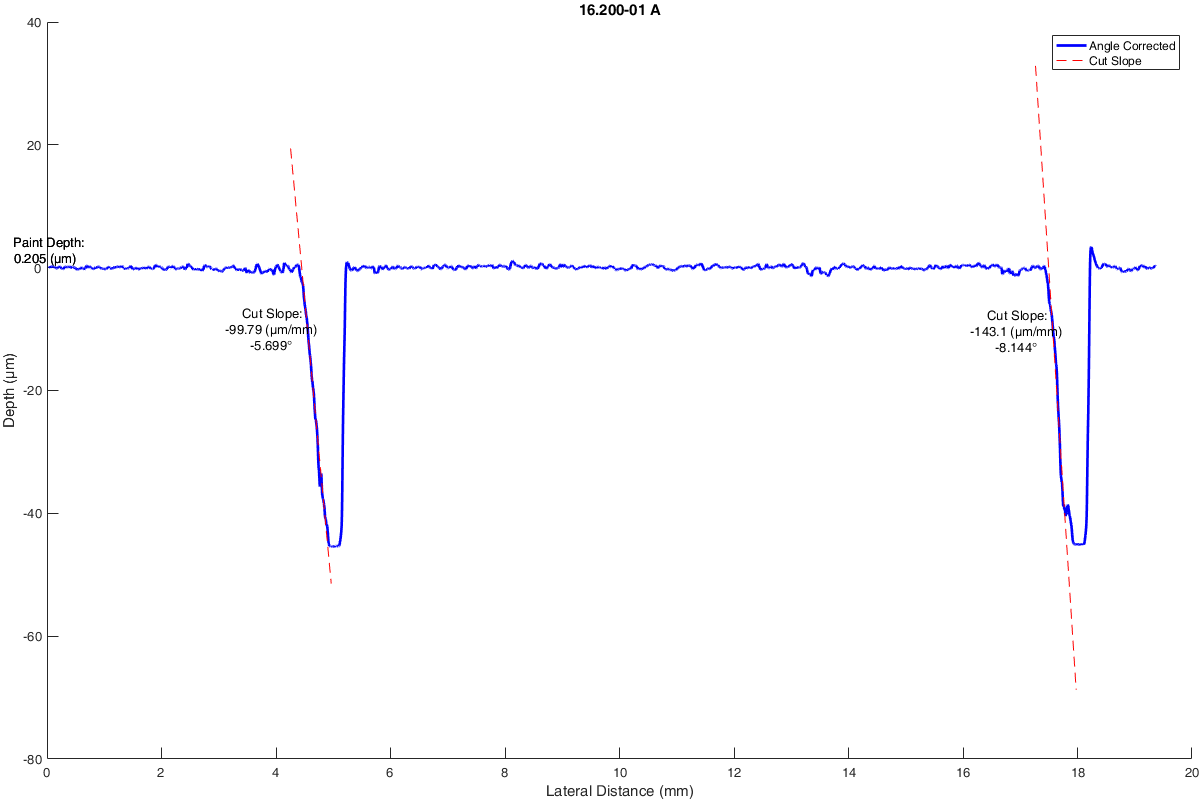 16.200-01 A
Angle Corrected
Cut Slope
Paint Depth:
0.205 (µm)
Cut Slope:
-99.79 (µm/mm)
-5.699°
Cut Slope:
-143.1 (µm/mm)
-8.144°
Depth (µm)
40
20
0
-20
-40
-60
-80
0 2 4 6 8 10 12 14 16 18 20
Lateral Distance (mm)